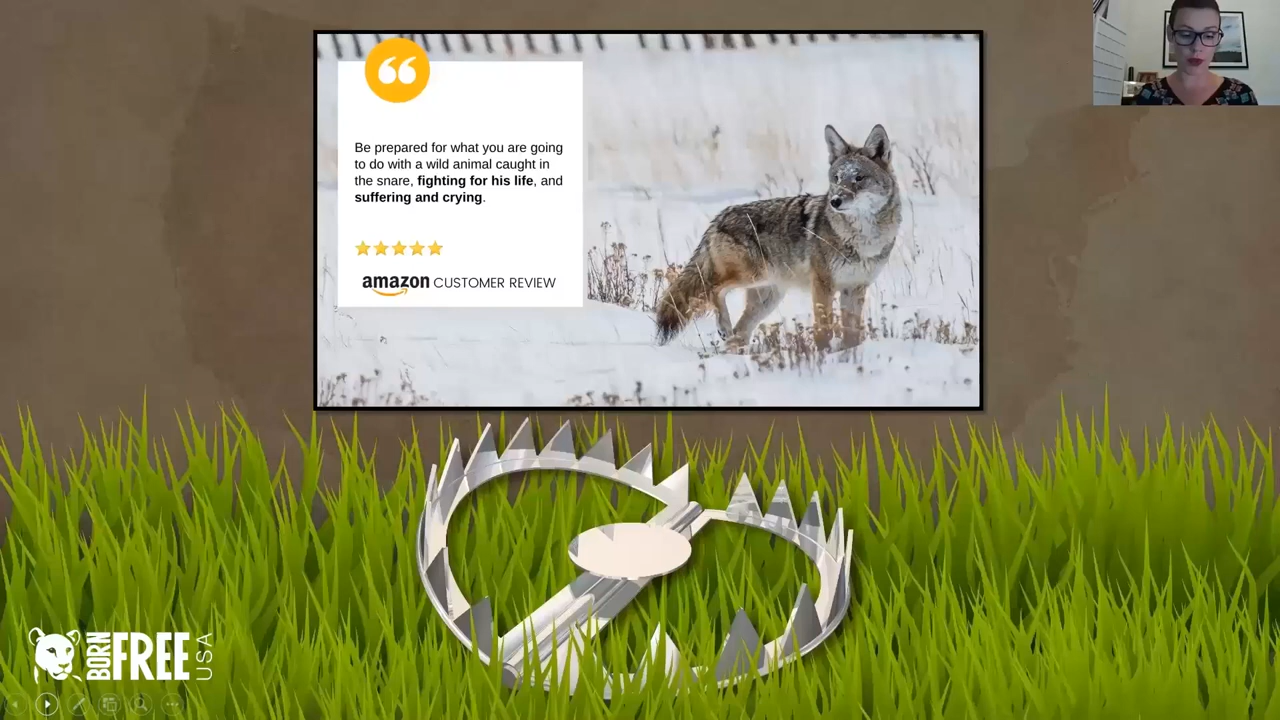 Be prepared for what you are going
to do with a wild animal caught in
the snare, fighting for his life, and
suffering and crying.
amazon CUSTOMER REVIEW
BORN FREE USA